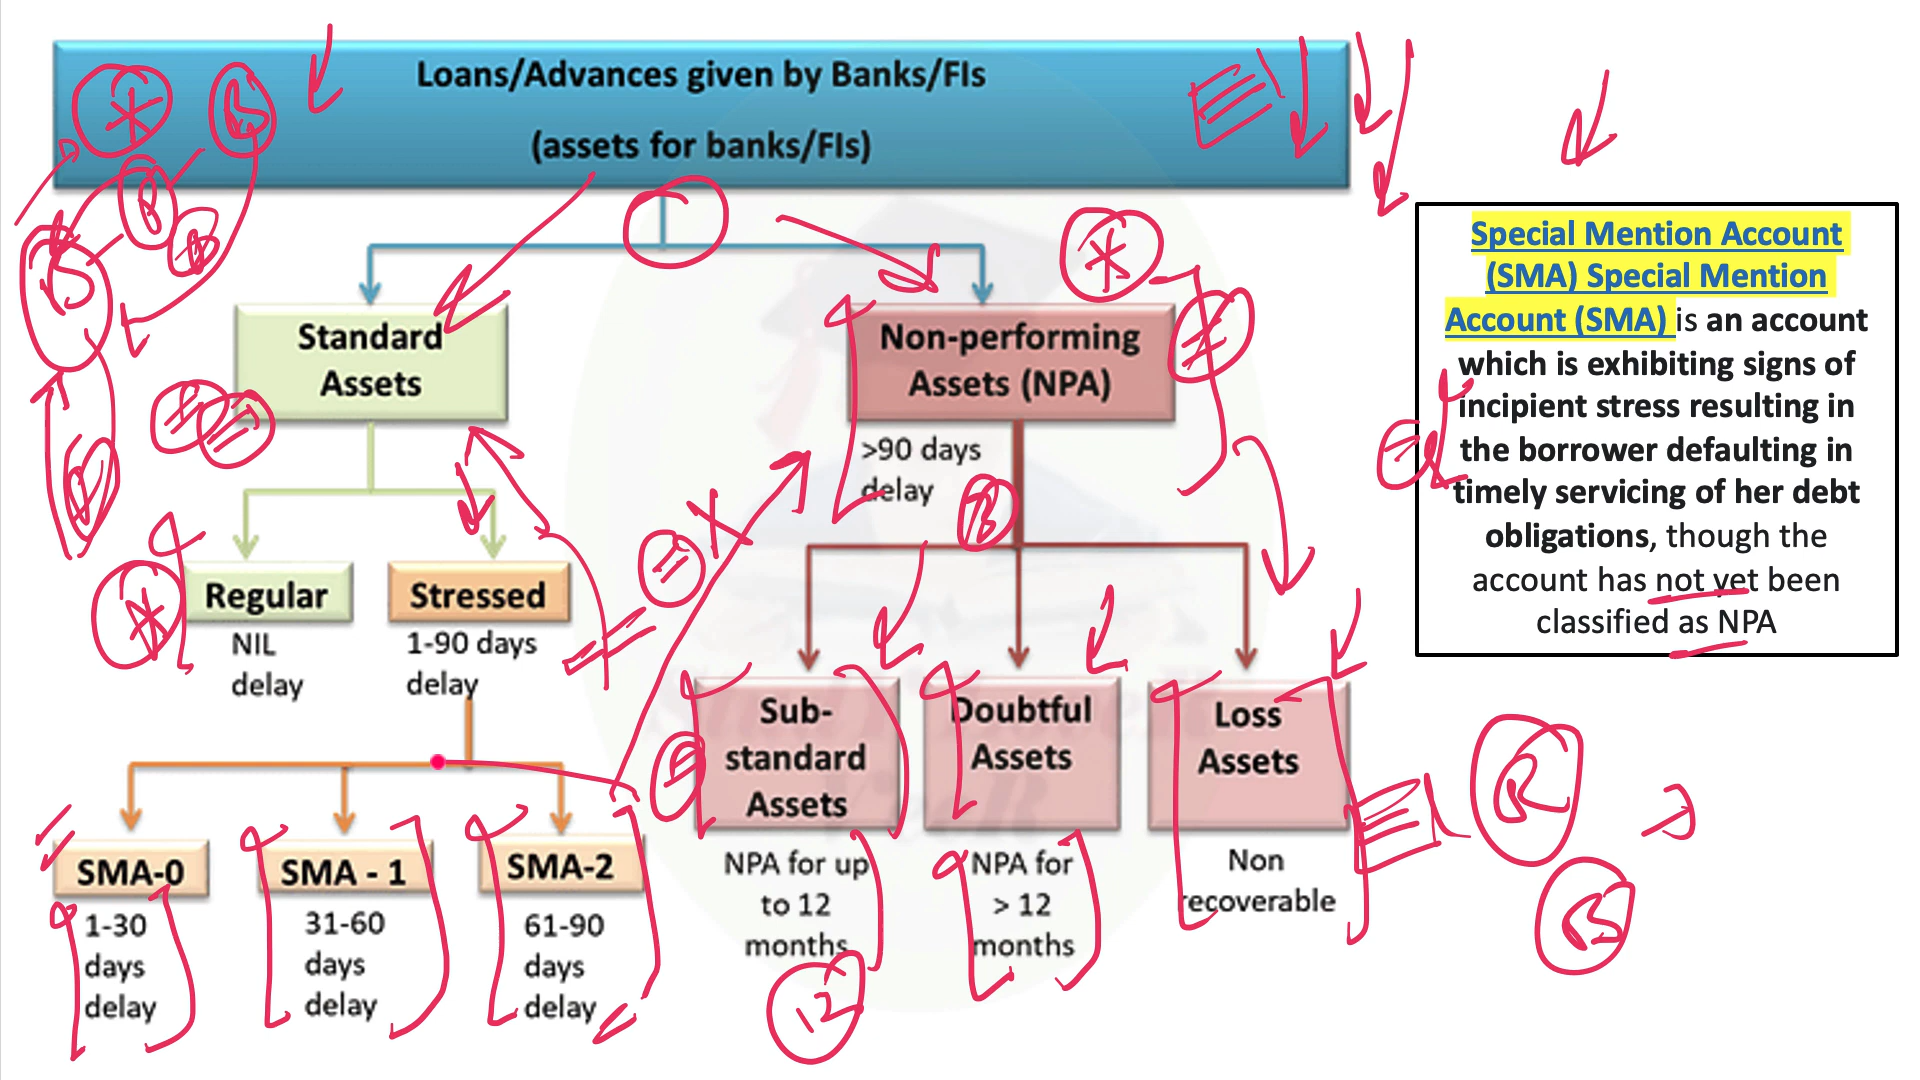 Loans/Advances given by Banks/FIs
(assets for banks/FIs)
Standard
Assets
Non-performing
Assets (NPA)
>90 days
delay
Regular
NIL
delay
Stressed
1-90 days
delay
SMA-0
1-30
days
delay
SMA - 1
31-60
days
delay
SMA-2
61-90
days
delay
Sub-
standard
Assets
NPA for up
to 12
months
12
Doubtful
Assets
NPA for
> 12
months
Loss
Assets
Non
recoverable
Special Mention Account
(SMA) Special Mention
Account (SMA) is an account
which is exhibiting signs of
incipient stress resulting in
the borrower defaulting in
timely servicing of her debt
obligations, though the
account has not yet been
classified as NPA